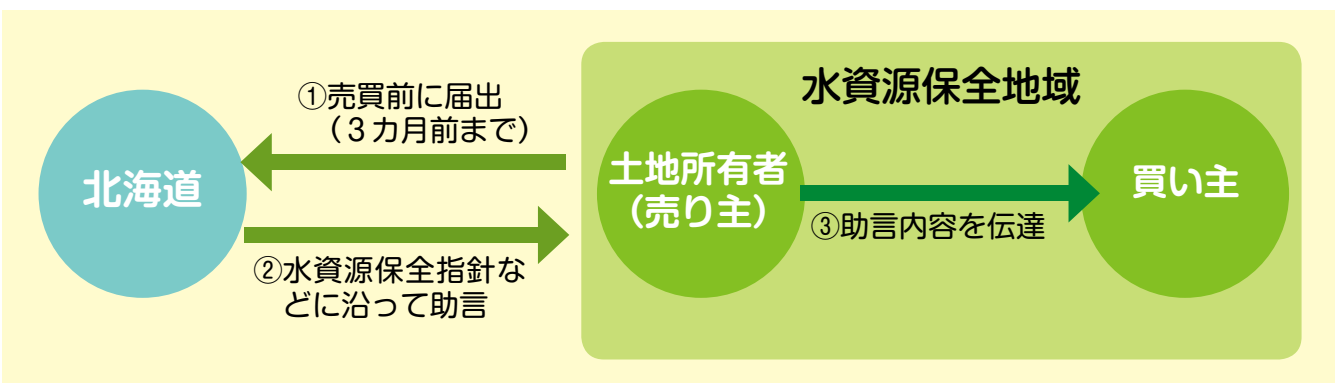 水資源保全地域
①売買前に届出
（３カ月前まで）
北海道
土地所有者
（売り主）
買い主
③助言内容を伝達
②水資源保全指針な
どに沿って助言